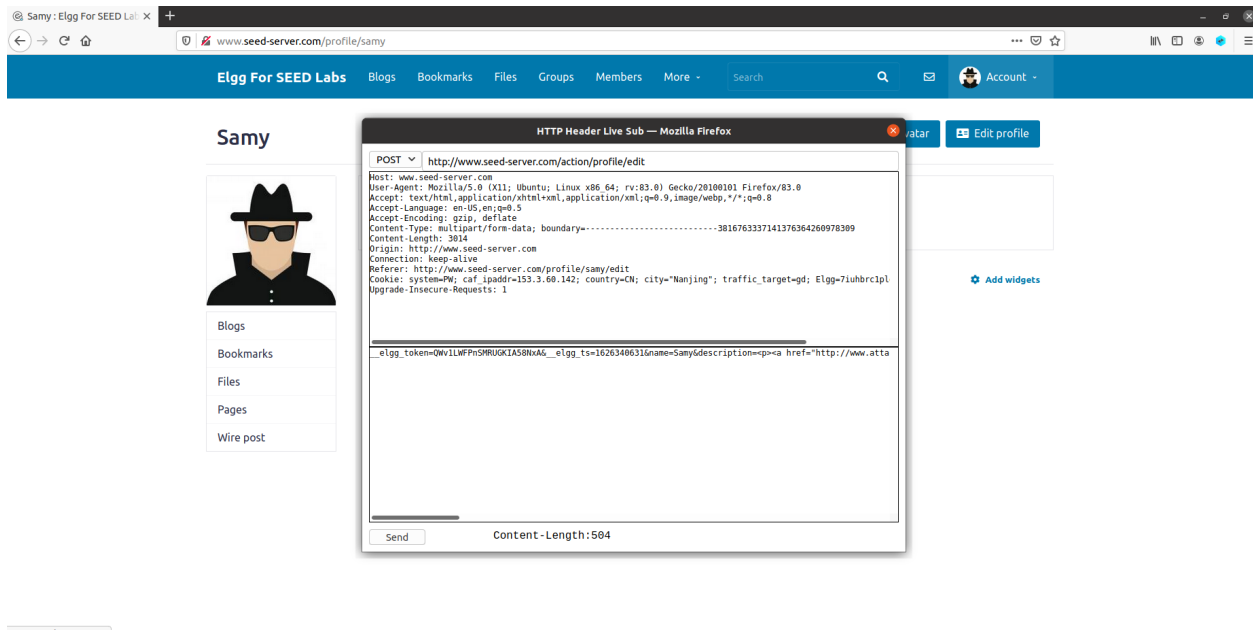 Samy : Elgg For SEED Lab
www.seed-server.com/profile/samy
Elgg For SEED Labs Blogs Bookmarks Files Groups Members More Search Account
Samy
Edit profile
HTTP Header Live Sub — Mozilla Firefox
POST http://www.seed-server.com/action/profile/edit
Host: www.seed-server.com
User-Agent: Mozilla/5.0 (X11; Ubuntu; Linux x86_64; rv:83.0) Gecko/20100101 Firefox/83.0
Accept: text/html,application/xhtml+xml,application/xml;q=0.9,image/webp,*/*;q=0.8
Accept-Language: en-US,en;q=0.5
Accept-Encoding: gzip, deflate
Content-Type: multipart/form-data; boundary=---------------------------3816763337141376364260978309
Content-Length: 3014
Origin: http://www.seed-server.com
Connection: keep-alive
Referer: http://www.seed-server.com/profile/samy/edit
Cookie: system=PW; caf_ipaddr=153.3.60.142; country=CN; city="Nanjing"; traffic_target=gd; Elgg=7iuhbrc1pl
Upgrade-Insecure-Requests: 1
__elgg_token=QWv1LWFPnSMRUGKIA58NxA&__elgg_ts=1626340631&name=Samy&description=<p><a href="http://www.atta
Send Content-Length:504
Add widgets
Blogs
Bookmarks
Files
Pages
Wire post